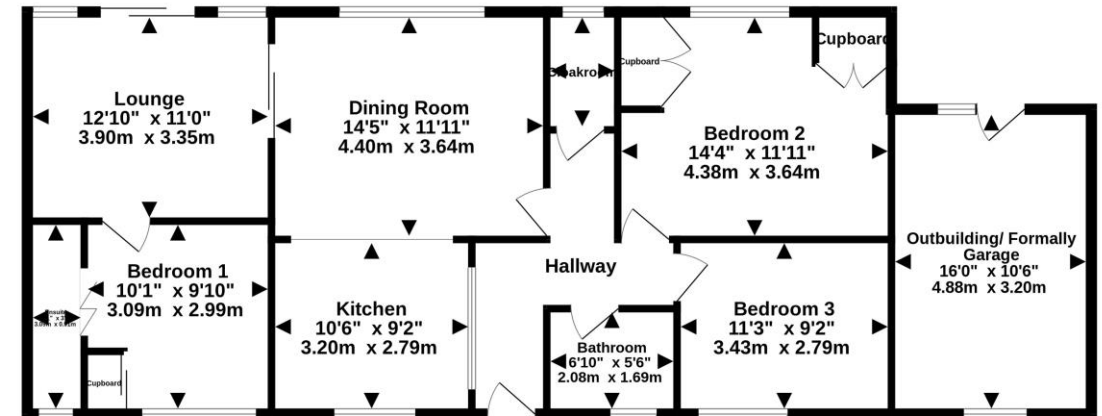 Lounge
12'10" x 11'0"
3.90m x 3.35m
Dining Room
14'5" x 11'11"
4.40m x 3.64m
Cupboard
Cupboard
Bedroom 2
14'4" x 11'11"
4.38m x 3.64m
Outbuilding/ Formally
Garage
16'0" x 10'6"
4.88m x 3.20m
Bedroom 1
10'1" x 9'10"
3.09m x 2.99m
Cupboard
Kitchen
10'6" x 9'2"
3.20m x 2.79m
Hallway
Bathroom
6'10" x 5'6"
2.08m x 1.69m
Bedroom 3
11'3" x 9'2"
3.43m x 2.79m